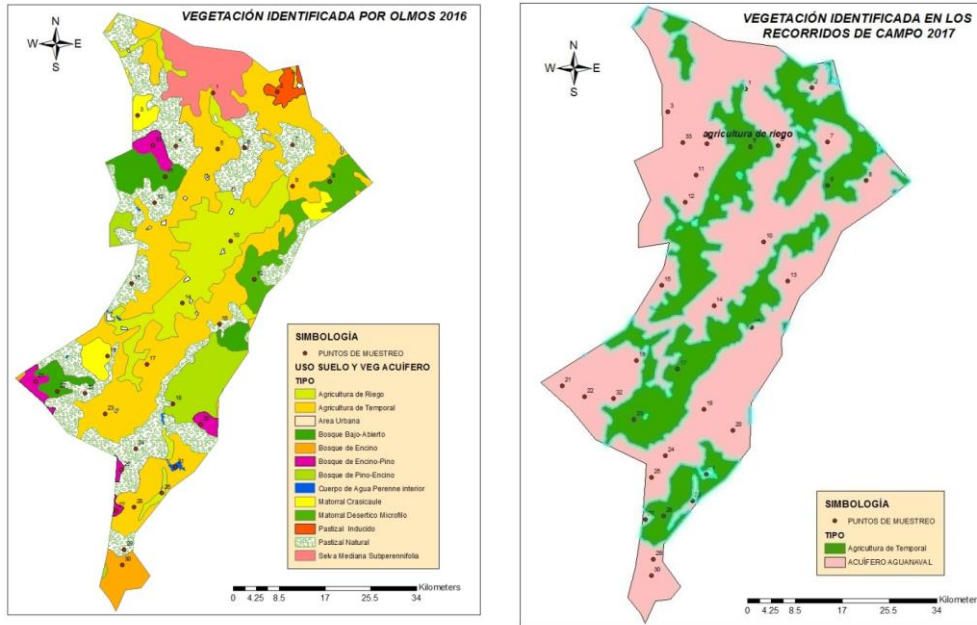 VEGETACIÓN IDENTIFICADA POR OLMOS 2016
N
W E
S
SIMBOLOGÍA
PUNTOS DE MUESTREO
USO SUELO Y VEG ACUÍFERO
TIPO
Agricultura de Riego
Agricultura de Temporal
Area Urbana
Bosque Bajo-Abierto
Bosque de Encino
Bosque de Encino-Pino
Bosque de Pino-Encino
Cuerpo de Agua Perenne interior
Matorral Crasicaule
Matorral Desertico Microfilo
Pastizal Inducido
Pastizal Natural
Selva Mediana Subperennifolia
Kilometers
0 4.25 8.5 17 25.5 34
VEGETACIÓN IDENTIFICADA EN LOS
RECORRIDOS DE CAMPO 2017
N
W E
S
agricultura de riego
SIMBOLOGÍA
PUNTOS DE MUESTREO
TIPO
Agricultura de Temporal
ACUÍFERO AGUANAVAL
Kilometers
0 4.25 8.5 17 25.5 34